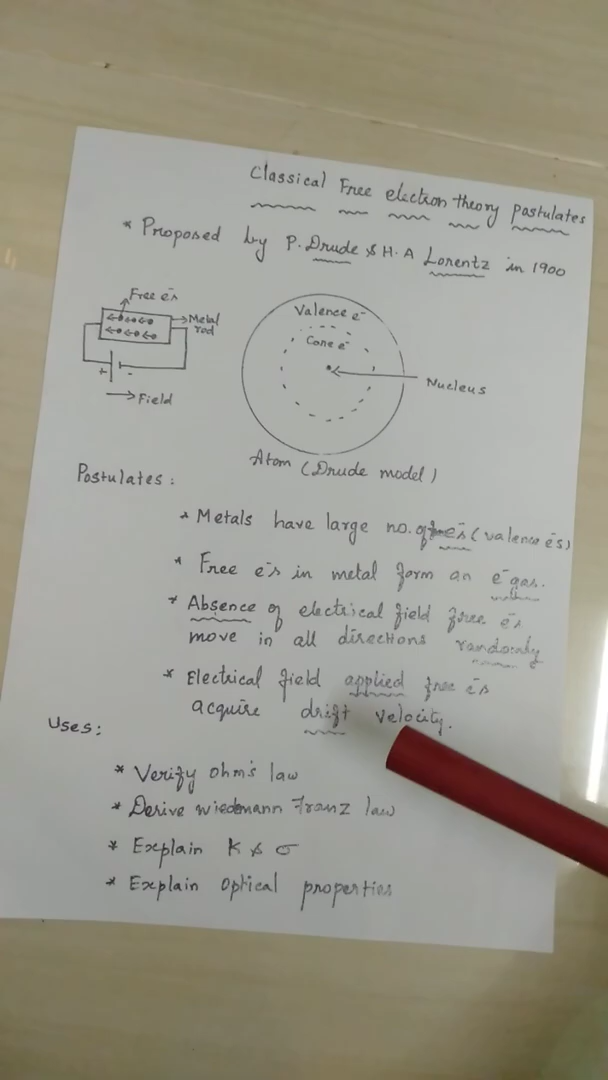 Classical Free electron theory postulates
* Proposed by P. Drude & H. A Lorentz in 1900
Free e⁻s
Metal
rod
+ -
Field
Valence e⁻
Core e⁻
Nucleus
Atom (Drude model)
Postulates :
* Metals have large no. of e⁻s (valence e⁻s)
* Free e⁻s in metal form an e⁻ gas.
* Absence of electrical field free e⁻s
move in all directions randomly
* Electrical field applied free e⁻s
acquire drift velocity.
Uses :
* Verify ohm's law
* Derive wiedmann Franz law
* Explain K & σ
* Explain optical properties